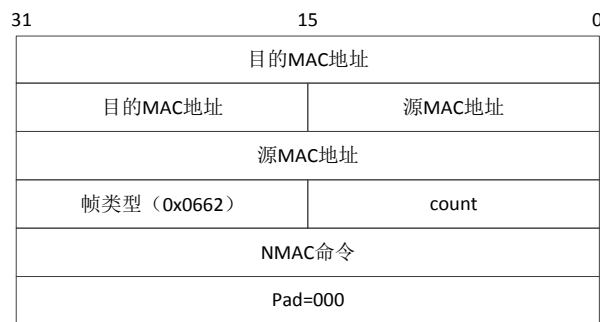 31 15 0
目的MAC地址
目的MAC地址 源MAC地址
源MAC地址
帧类型（0x0662） count
NMAC命令
Pad=000